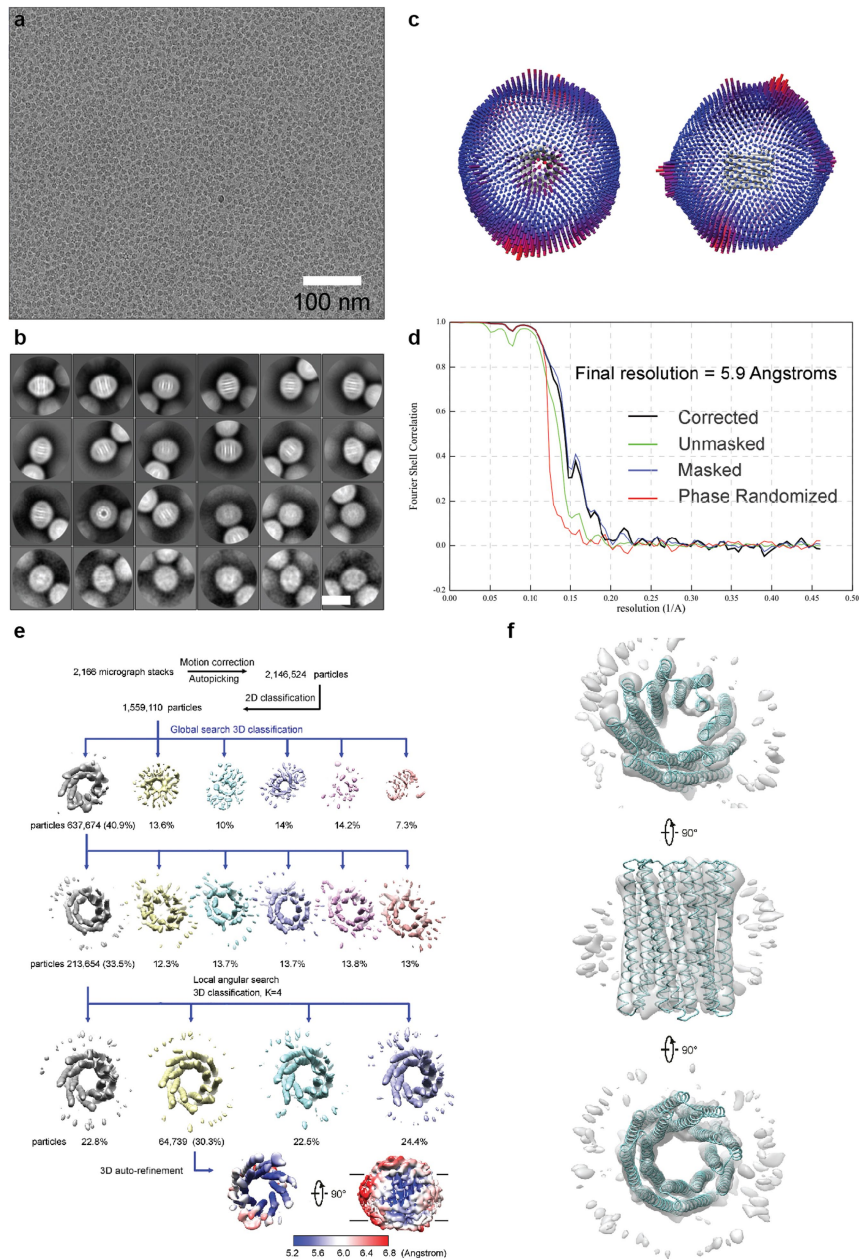 a
100 nm
b
c
d
1.0
0.8
0.6
0.4
0.2
0.0
-0.2
Fourier Shell Correlation
Final resolution = 5.9 Angstroms
Corrected
Unmasked
Masked
Phase Randomized
0.00 0.05 0.10 0.15 0.20 0.25 0.30 0.35 0.40 0.45 0.50
resolution (1/A)
e
2,166 micrograph stacks
Motion correction
Autopicking
2,146,524 particles
2D classification
1,559,110 particles
Global search 3D classification
particles 637,674 (40.9%) 13.6% 10% 14% 14.2% 7.3%
particles 213,654 (33.5%) 12.3% 13.7% 13.7% 13.8% 13%
Local angular search
3D classification, K=4
particles 22.8% 64,739 (30.3%) 22.5% 24.4%
3D auto-refinement
90°
5.2 5.6 6.0 6.4 6.8 (Angstrom)
f
90°
90°